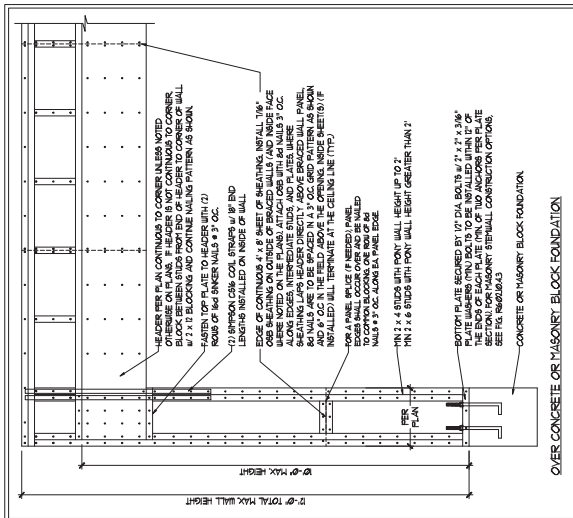 HEADER PER PLAN CONTINUOUS TO CORNER UNLESS NOTED
OTHERWISE ON PLANS. IF HEADER IS NOT CONTINUOUS TO CORNER,
BLOCK BETWEEN STUDS FROM END OF HEADER TO CORNER OF WALL
w/ 2 x 12 BLOCKING AND CONTINUE NAILING PATTERN AS SHOWN.
FASTEN TOP PLATE TO HEADER WITH (2)
ROWS OF 16d SINKER NAILS @ 3" O.C.
(2) SIMPSON CS16 COIL STRAPS w/ 18" END
LENGTHS INSTALLED ON INSIDE OF WALL
EDGE OF CONTINUOUS 4' x 8' SHEET OF SHEATHING. INSTALL 7/16"
OSB SHEATHING ON OUTSIDE OF BRACED WALLS (AND INSIDE FACE
WHERE NOTED ON THE PLANS). ATTACH OSB WITH 8d NAILS 3" O.C.
ALONG EDGES, INTERMEDIATE STUDS, AND PLATES. WHERE
SHEATHING LAPS HEADER DIRECTLY ABOVE BRACED WALL PANEL,
8d NAILS ARE TO BE SPACED IN A 3" O.C. GRID PATTERN AS SHOWN
AND 6" O.C. IN THE FIELD ABOVE THE OPENING. INSIDE SHEET(S) (IF
INSTALLED) WILL TERMINATE AT THE CEILING LINE (TYP.)
FOR A PANEL SPLICE (IF NEEDED) PANEL
EDGES SHALL OCCUR OVER AND BE NAILED
TO COMMON BLOCKING. ONE ROW OF 8d
NAILS @ 3" O.C. ALONG EA. PANEL EDGE.
MIN 2 x 4 STUDS WITH PONY WALL HEIGHT UP TO 2'
MIN 2 x 6 STUDS WITH PONY WALL HEIGHT GREATER THAN 2'
BOTTOM PLATE SECURED BY 1/2" DIA. BOLTS w/ 2" x 2" x 3/16"
PLATE WASHERS (MIN.) BOLTS TO BE INSTALLED WITHIN 12" OF
THE ENDS OF EACH PLATE (MIN. OF TWO ANCHORS PER PLATE
SECTION). FOR MASONRY STEMWALL CONSTRUCTION OPTIONS,
SEE FIG. R602.10.4.3
CONCRETE OR MASONRY BLOCK FOUNDATION.
PER
PLAN
10'-0" MAX. HEIGHT
12'-0" TOTAL MAX. WALL HEIGHT
OVER CONCRETE OR MASONRY BLOCK FOUNDATION